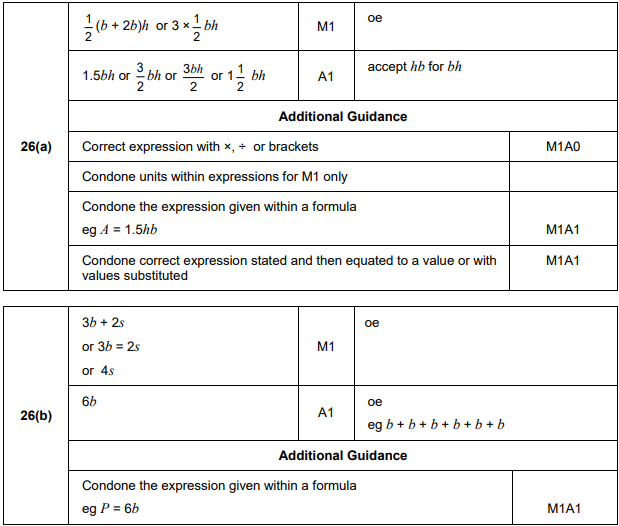 26(a)
1/2 (b + 2b)h or 3 × 1/2 bh
M1
oe
1.5bh or 3/2 bh or 3bh/2 or 1 1/2 bh
A1
accept hb for bh
Additional Guidance
Correct expression with ×, ÷ or brackets
M1A0
Condone units within expressions for M1 only
Condone the expression given within a formula
eg A = 1.5hb
M1A1
Condone correct expression stated and then equated to a value or with
values substituted
M1A1
26(b)
3b + 2s
or 3b = 2s
or 4s
M1
oe
6b
A1
oe
eg b + b + b + b + b + b
Additional Guidance
Condone the expression given within a formula
eg P = 6b
M1A1